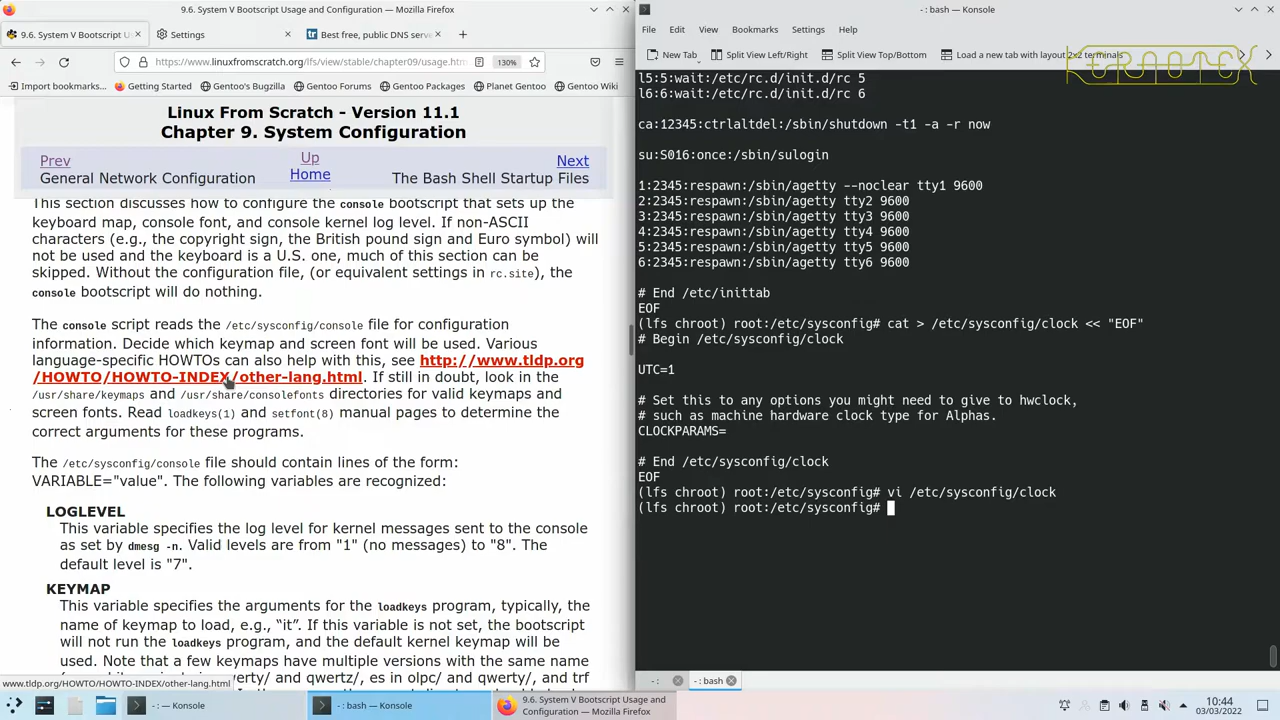 9.6. System V Bootscript Usage and Configuration — Mozilla Firefox
9.6. System V Bootscript U
Settings
Best free, public DNS serve
https://www.linuxfromscratch.org/lfs/view/stable/chapter09/usage.htm
130%
Import bookmarks...
Getting Started
Gentoo's Bugzilla
Gentoo Forums
Gentoo Packages
Planet Gentoo
Gentoo Wiki
Linux From Scratch - Version 11.1
Chapter 9. System Configuration
Prev
Up
Next
General Network Configuration
Home
The Bash Shell Startup Files
This section discusses how to configure the console bootscript that sets up the
keyboard map, console font, and console kernel log level. If non-ASCII
characters (e.g., the copyright sign, the British pound sign and Euro symbol) will
not be used and the keyboard is a U.S. one, much of this section can be
skipped. Without the configuration file, (or equivalent settings in rc.site), the
console bootscript will do nothing.
The console script reads the /etc/sysconfig/console file for configuration
information. Decide which keymap and screen font will be used. Various
language-specific HOWTOs can also help with this, see http://www.tldp.org
/HOWTO/HOWTO-INDEX/other-lang.html. If still in doubt, look in the
/usr/share/keymaps and /usr/share/consolefonts directories for valid keymaps and
screen fonts. Read loadkeys(1) and setfont(8) manual pages to determine the
correct arguments for these programs.
The /etc/sysconfig/console file should contain lines of the form:
VARIABLE="value". The following variables are recognized:
LOGLEVEL
This variable specifies the log level for kernel messages sent to the console
as set by dmesg -n. Valid levels are from "1" (no messages) to "8". The
default level is "7".
KEYMAP
This variable specifies the arguments for the loadkeys program, typically, the
name of keymap to load, e.g., “it”. If this variable is not set, the bootscript
will not run the loadkeys program, and the default kernel keymap will be
used. Note that a few keymaps have multiple versions with the same name
www.tldp.org/HOWTO/HOWTO-INDEX/other-lang.html
qwerty/ and qwertz/, es in olpc/ and qwerty/, and trf
- : bash — Konsole
File Edit View Bookmarks Settings Help
New Tab
Split View Left/Right
Split View Top/Bottom
Load a new tab with layout 2x2 terminals
KERNOTEX
l5:5:wait:/etc/rc.d/init.d/rc 5
l6:6:wait:/etc/rc.d/init.d/rc 6
ca:12345:ctrlaltdel:/sbin/shutdown -t1 -a -r now
su:S016:once:/sbin/sulogin
1:2345:respawn:/sbin/agetty --noclear tty1 9600
2:2345:respawn:/sbin/agetty tty2 9600
3:2345:respawn:/sbin/agetty tty3 9600
4:2345:respawn:/sbin/agetty tty4 9600
5:2345:respawn:/sbin/agetty tty5 9600
6:2345:respawn:/sbin/agetty tty6 9600
# End /etc/inittab
EOF
(lfs chroot) root:/etc/sysconfig# cat > /etc/sysconfig/clock << "EOF"
# Begin /etc/sysconfig/clock
UTC=1
# Set this to any options you might need to give to hwclock,
# such as machine hardware clock type for Alphas.
CLOCKPARAMS=
# End /etc/sysconfig/clock
EOF
(lfs chroot) root:/etc/sysconfig# vi /etc/sysconfig/clock
(lfs chroot) root:/etc/sysconfig#
- :
- : bash
- : — Konsole
- : bash — Konsole
9.6. System V Bootscript Usage and
Configuration — Mozilla Firefox
10:44
03/03/2022